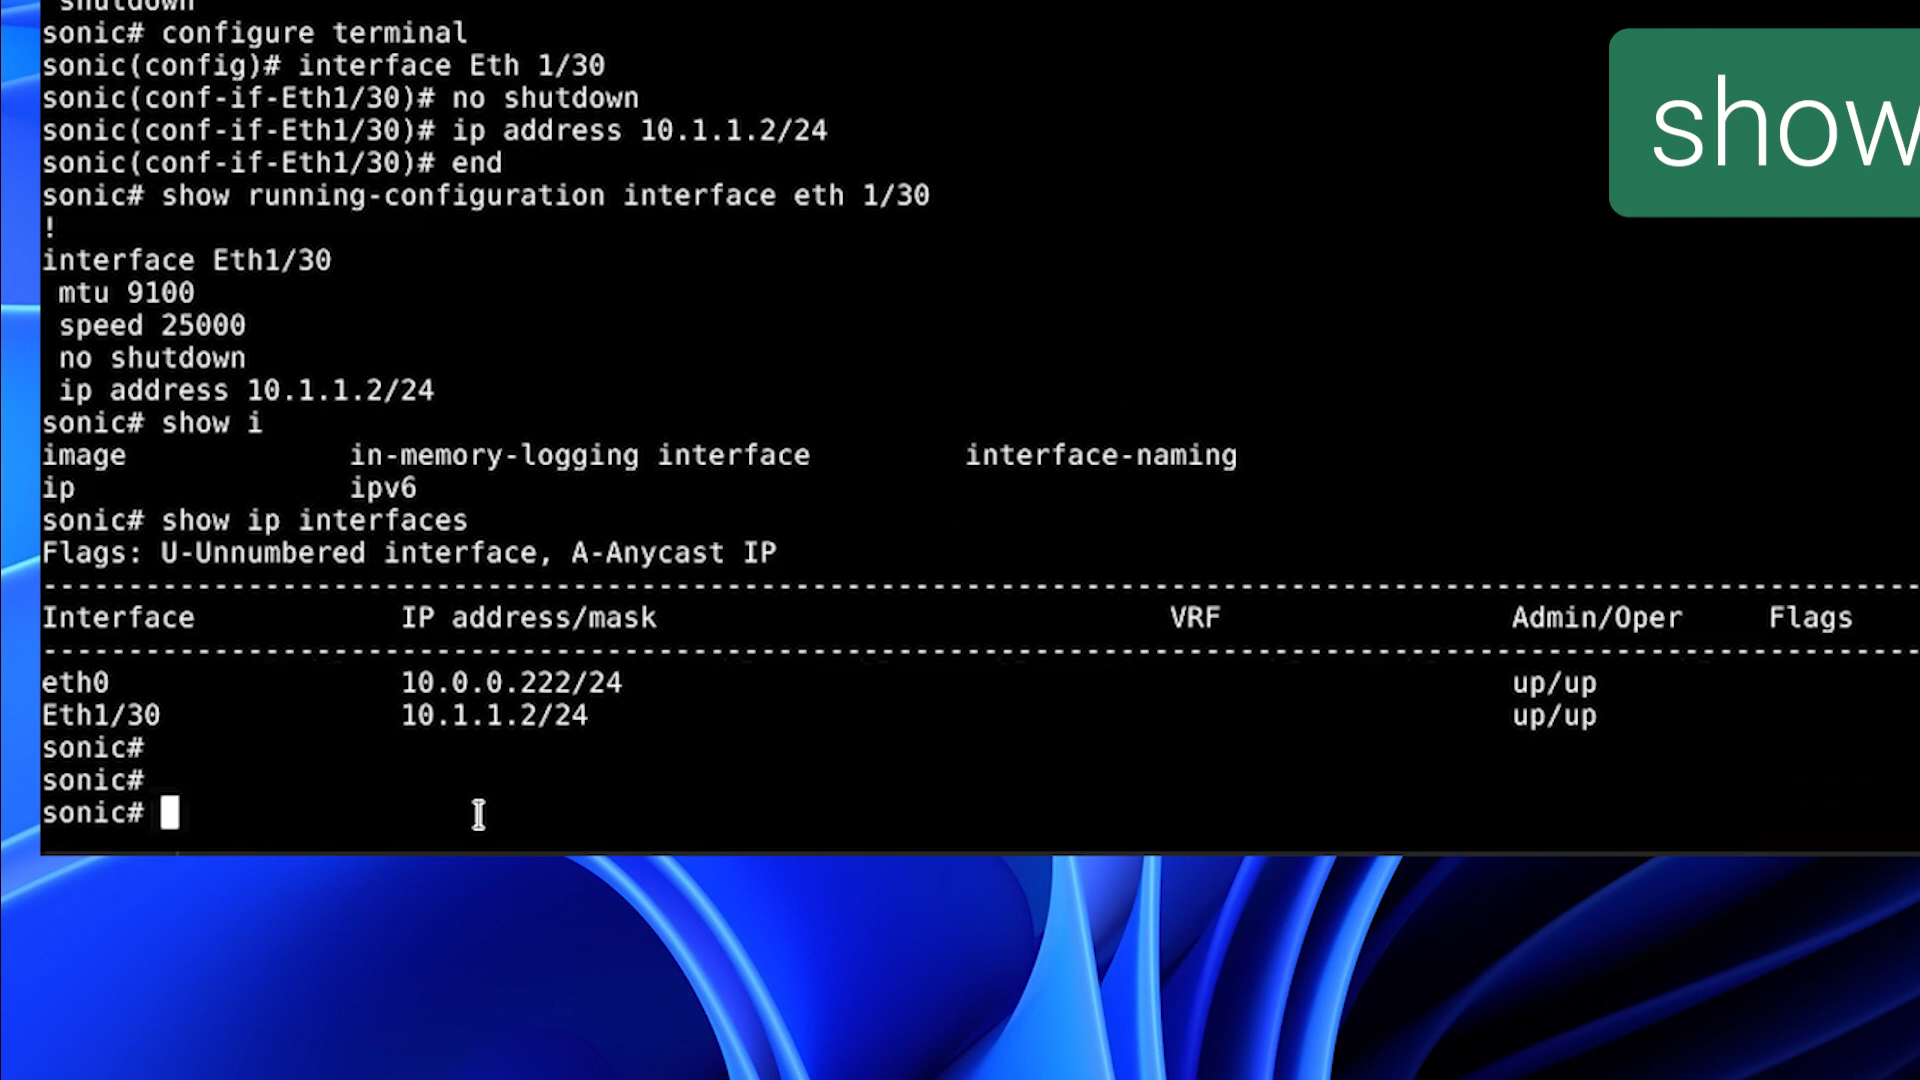 shutdown
sonic# configure terminal
sonic(config)# interface Eth 1/30
sonic(conf-if-Eth1/30)# no shutdown
sonic(conf-if-Eth1/30)# ip address 10.1.1.2/24
sonic(conf-if-Eth1/30)# end
sonic# show running-configuration interface eth 1/30
!
interface Eth1/30
 mtu 9100
 speed 25000
 no shutdown
 ip address 10.1.1.2/24
sonic# show i
image in-memory-logging interface interface-naming
ip ipv6
sonic# show ip interfaces
Flags: U-Unnumbered interface, A-Anycast IP
--------------------------------------------------------------------------------------------------------------
Interface IP address/mask VRF Admin/Oper Flags
--------------------------------------------------------------------------------------------------------------
eth0 10.0.0.222/24 up/up
Eth1/30 10.1.1.2/24 up/up
sonic#
sonic#
sonic#
show